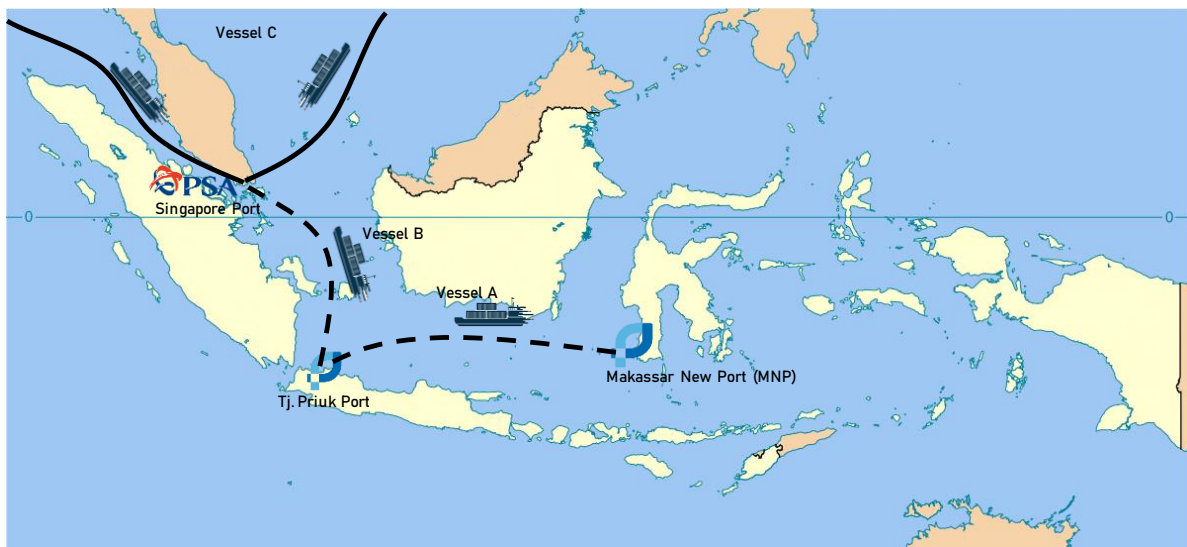 Vessel C
PSA
Singapore Port
0
0
Vessel B
Vessel A
Makassar New Port (MNP)
Tj. Priuk Port